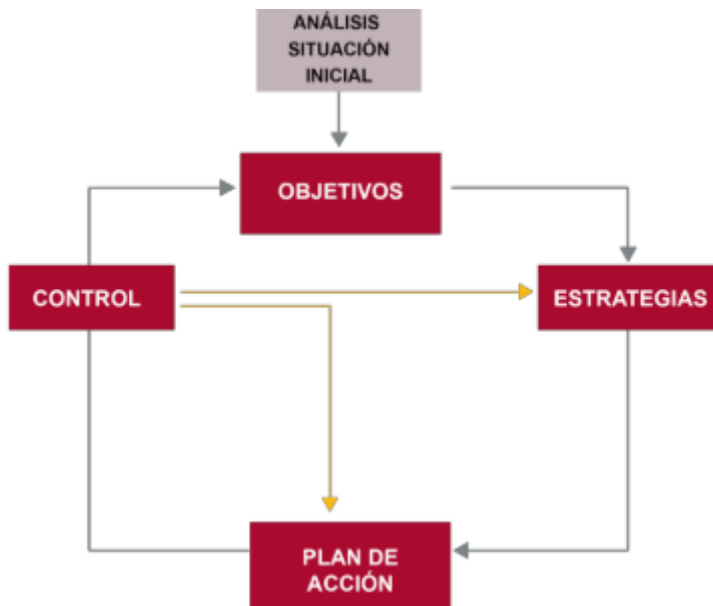 ANÁLISIS
SITUACIÓN
INICIAL
OBJETIVOS
CONTROL
ESTRATEGIAS
PLAN DE
ACCIÓN